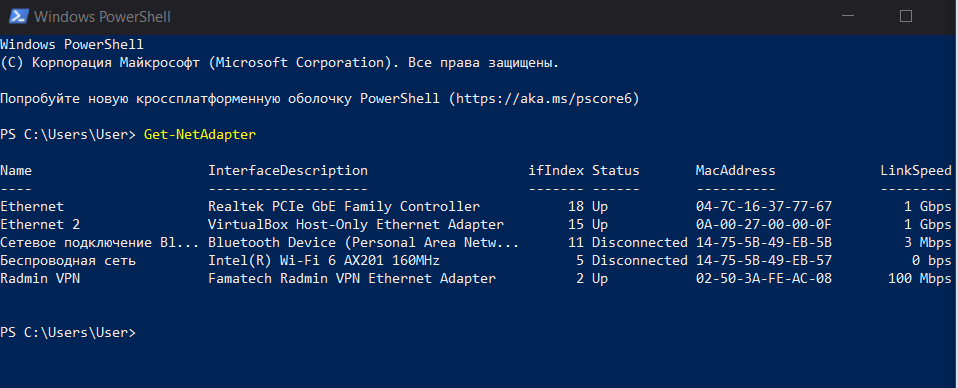 Windows PowerShell
Windows PowerShell
(C) Корпорация Майкрософт (Microsoft Corporation). Все права защищены.
Попробуйте новую кроссплатформенную оболочку PowerShell (https://aka.ms/pscore6)
PS C:\Users\User> Get-NetAdapter
Name InterfaceDescription ifIndex Status MacAddress LinkSpeed
---- -------------------- ------- ------ ---------- ---------
Ethernet Realtek PCIe GbE Family Controller 18 Up 04-7C-16-37-77-67 1 Gbps
Ethernet 2 VirtualBox Host-Only Ethernet Adapter 15 Up 0A-00-27-00-00-0F 1 Gbps
Сетевое подключение Bl... Bluetooth Device (Personal Area Netw... 11 Disconnected 14-75-5B-49-EB-5B 3 Mbps
Беспроводная сеть Intel(R) Wi-Fi 6 AX201 160MHz 5 Disconnected 14-75-5B-49-EB-57 0 bps
Radmin VPN Famatech Radmin VPN Ethernet Adapter 2 Up 02-50-3A-FE-AC-08 100 Mbps
PS C:\Users\User>